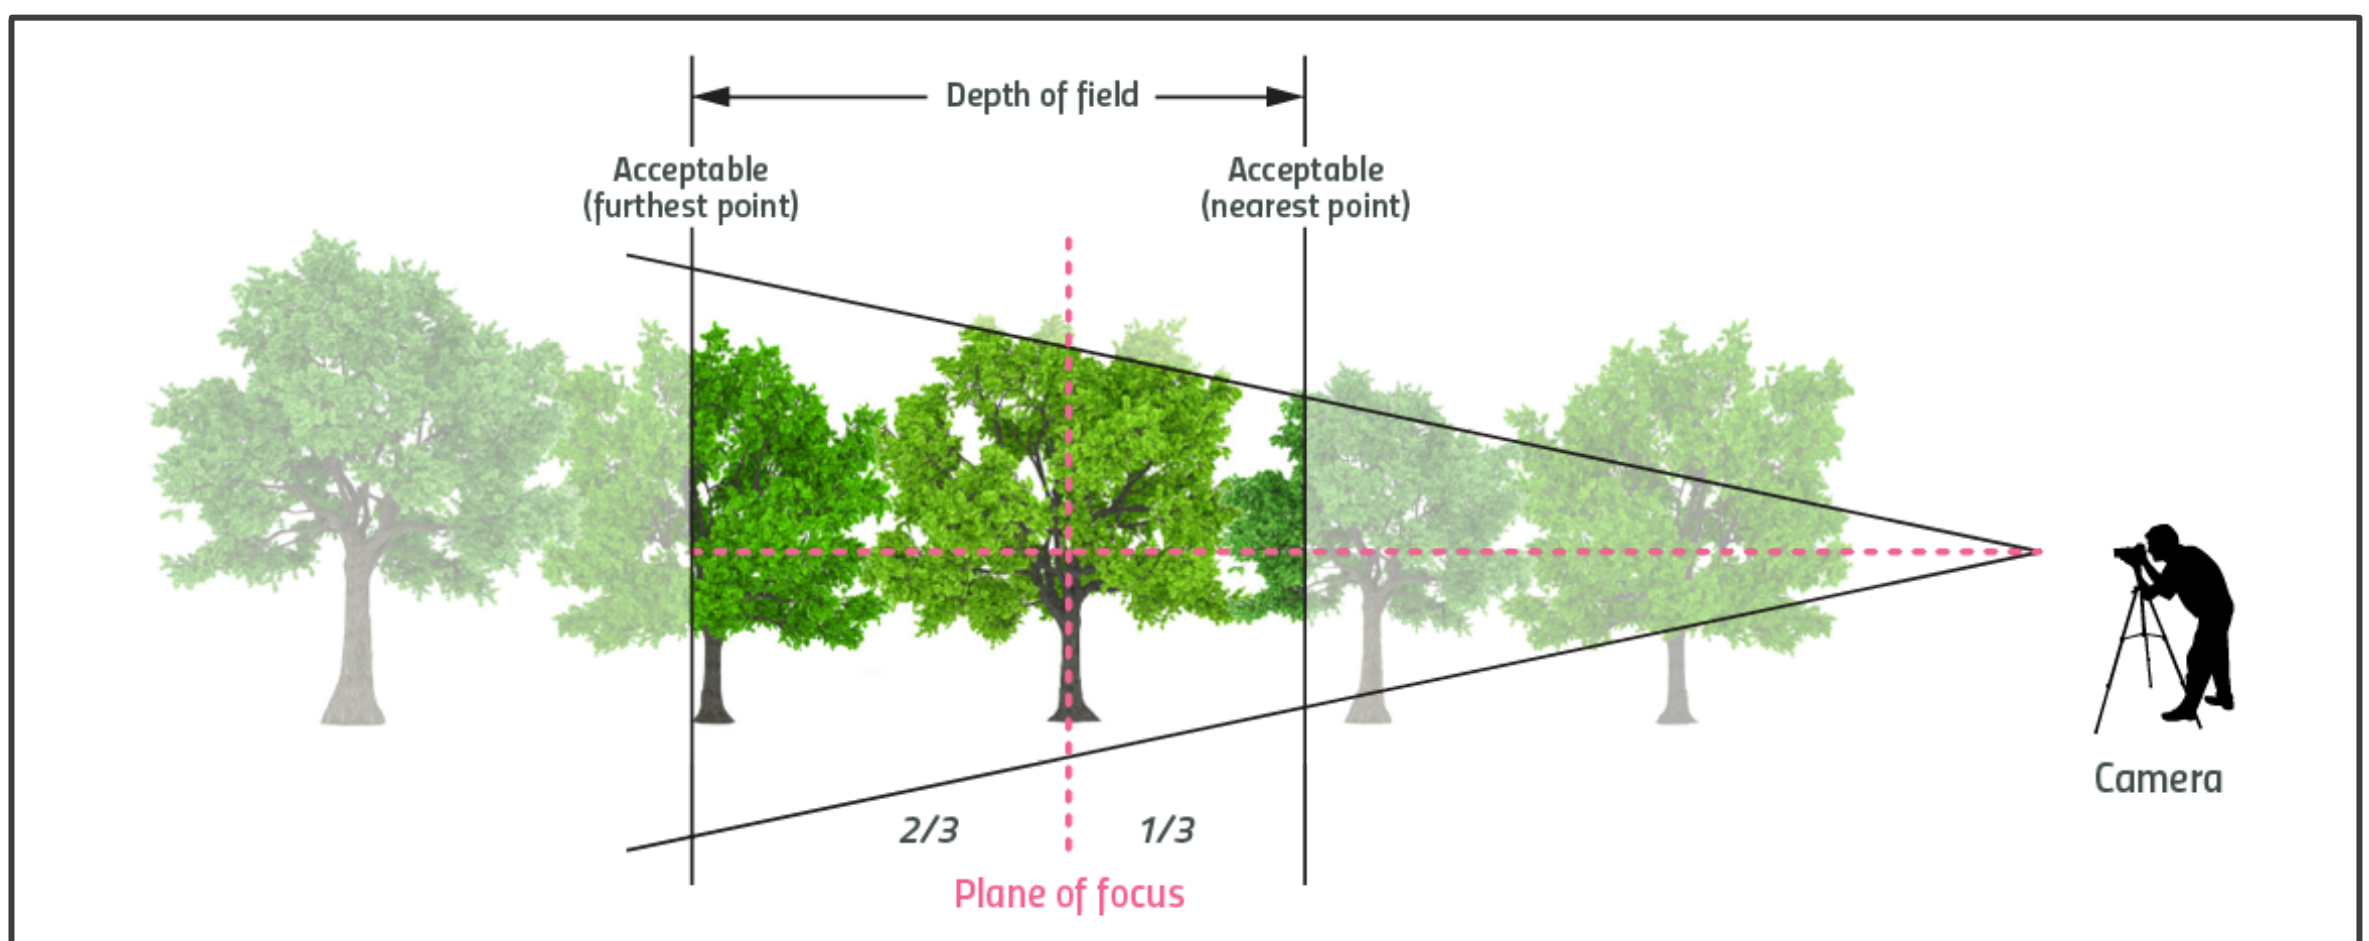 Depth of field
Acceptable
(furthest point)
Acceptable
(nearest point)
2/3
1/3
Plane of focus
Camera